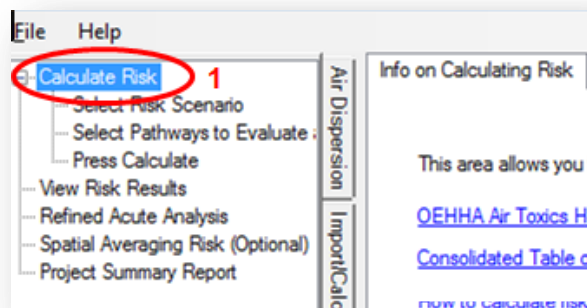 File Help
Calculate Risk 1
Select Risk Scenario
Select Pathways to Evaluate
Press Calculate
View Risk Results
Refined Acute Analysis
Spatial Averaging Risk (Optional)
Project Summary Report
Air Dispersion
Import/Calc
Info on Calculating Risk
This area allows you
OEHHA Air Toxics H
Consolidated Table o
How to calculate risk